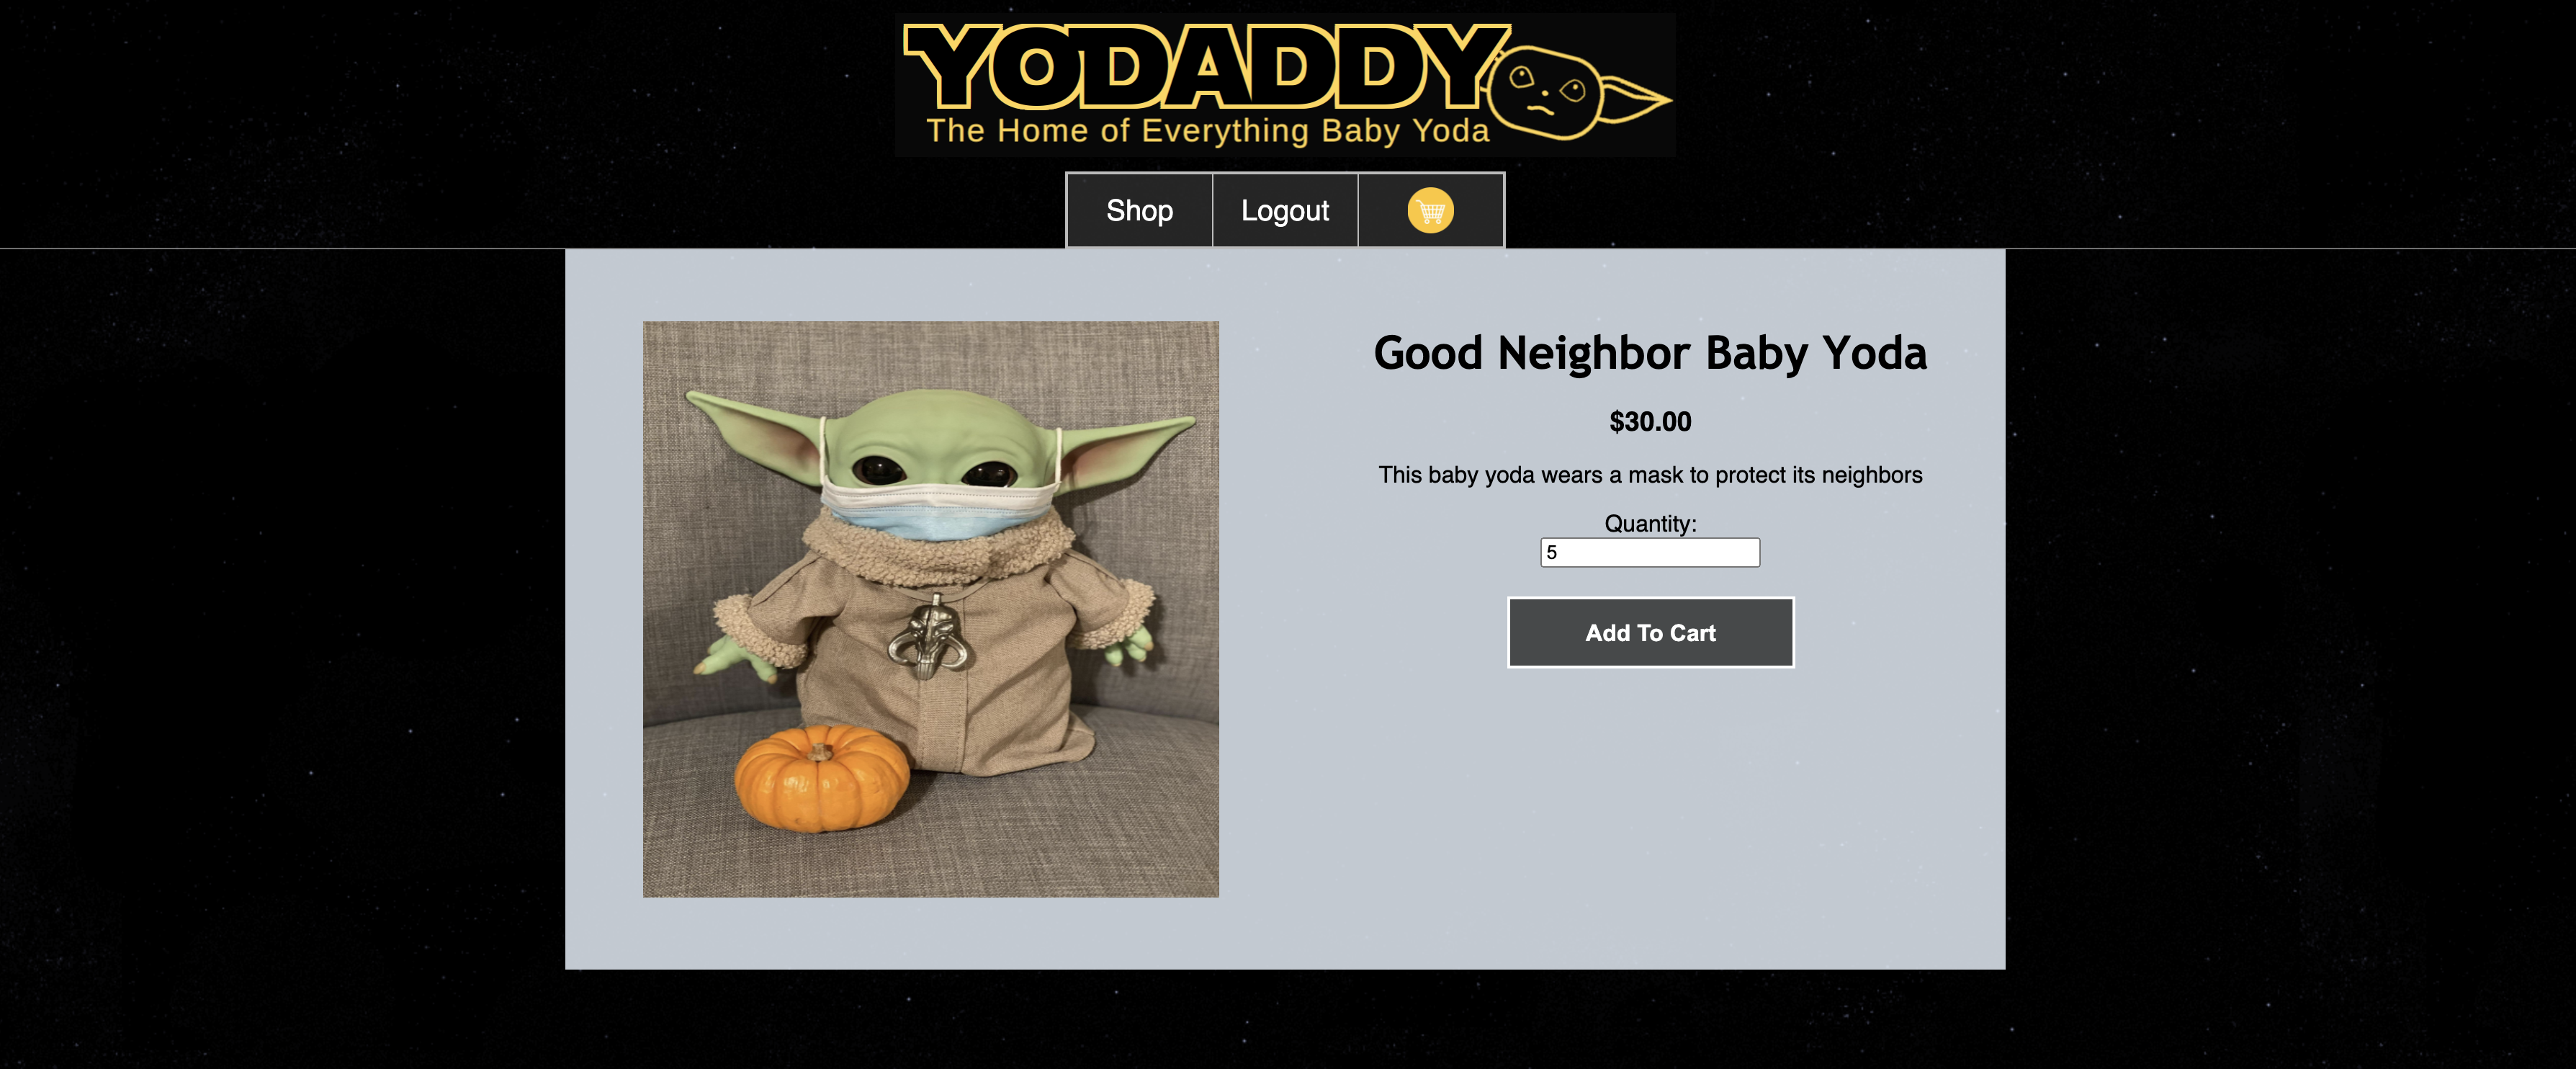 YODADDY
The Home of Everything Baby Yoda
Shop
Logout
Good Neighbor Baby Yoda
$30.00
This baby yoda wears a mask to protect its neighbors
Quantity:
5
Add To Cart